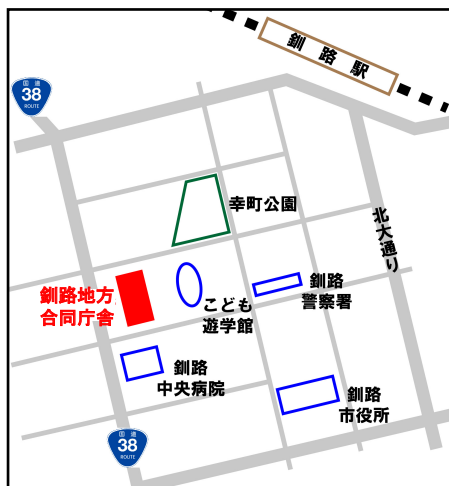 釧路駅
国道
38
ROUTE
幸町公園
北大通り
釧路地方
合同庁舎
こども
遊学館
釧路
警察署
釧路
中央病院
釧路
市役所
国道
38
ROUTE